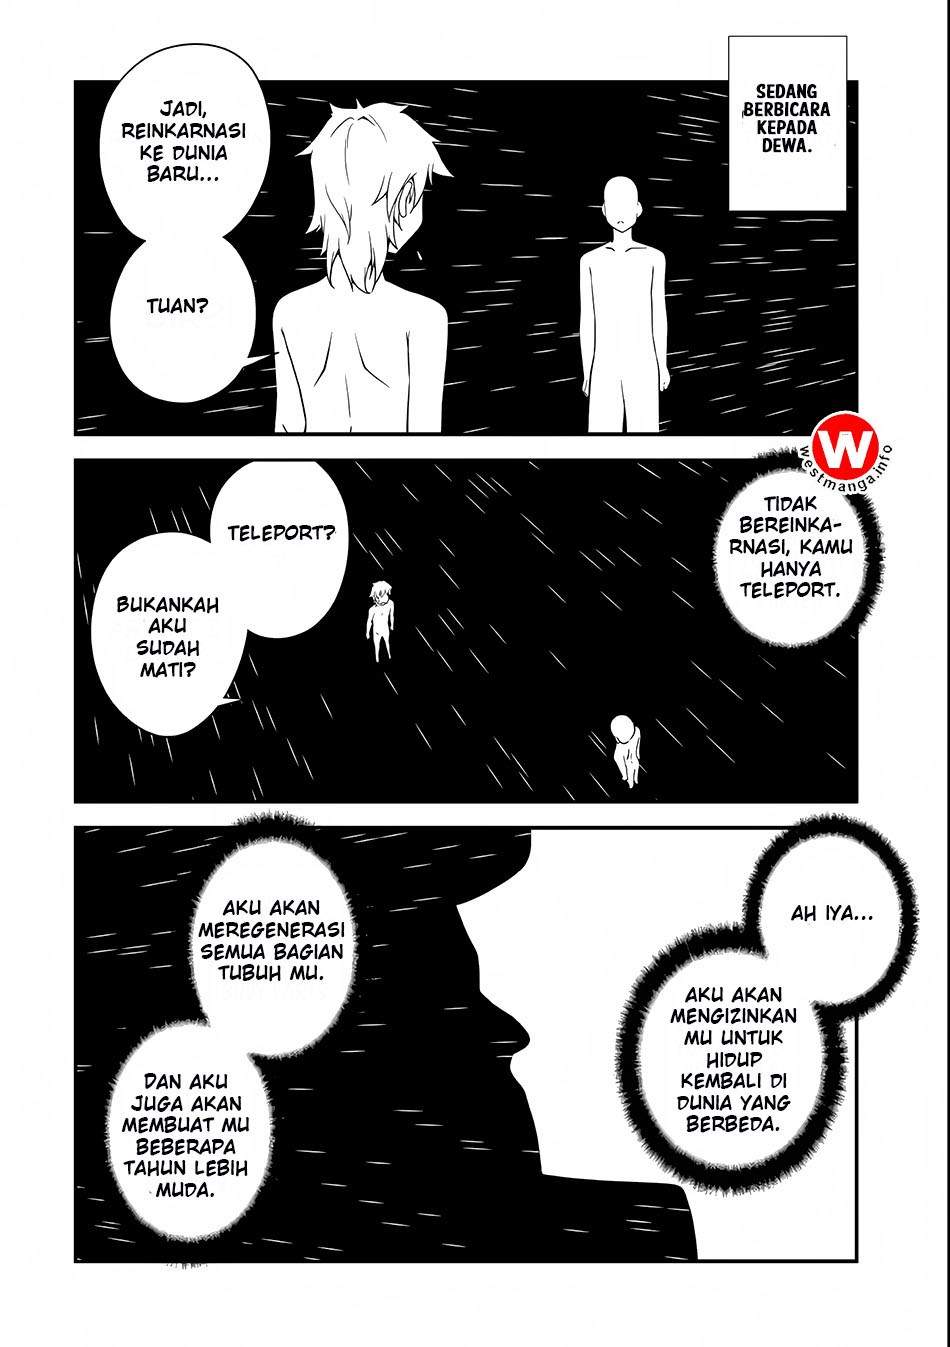 SEDANG
BERBICARA
KEPADA
DEWA.
JADI,
REINKARNASI
KE DUNIA
BARU...
TUAN?
W
westmanga.info
TIDAK
BEREINKA-
RNASI, KAMU
HANYA
TELEPORT.
TELEPORT?
BUKANKAH
AKU
SUDAH
MATI?
AH IYA...
AKU AKAN
MENGIZINKAN
MU UNTUK
HIDUP
KEMBALI DI
DUNIA YANG
BERBEDA.
AKU AKAN
MEREGENERASI
SEMUA BAGIAN
TUBUH MU.
DAN AKU
JUGA AKAN
MEMBUAT MU
BEBERAPA
TAHUN LEBIH
MUDA.